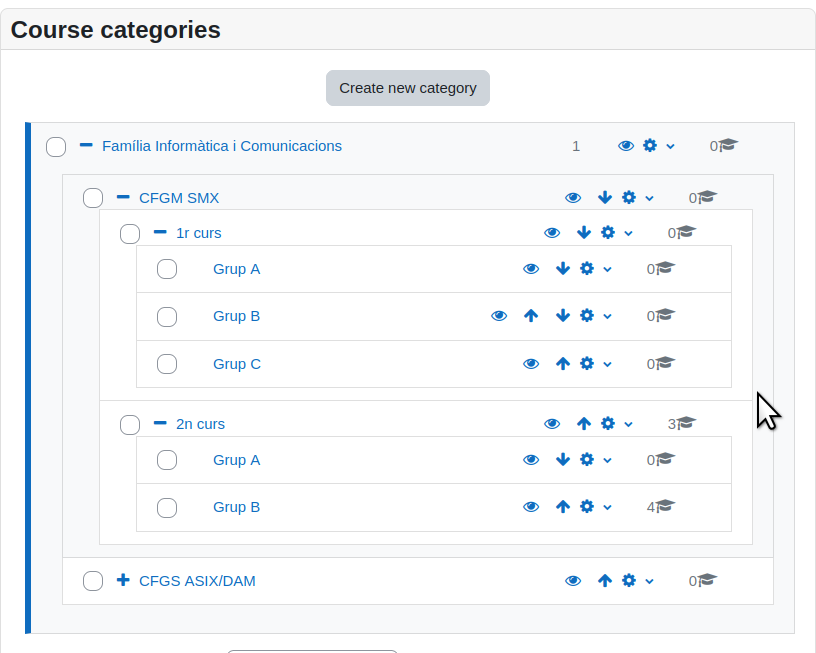 Course categories
Create new category
Família Informàtica i Comunicacions 1 0
CFGM SMX 0
1r curs 0
Grup A 0
Grup B 0
Grup C 0
2n curs 3
Grup A 0
Grup B 4
CFGS ASIX/DAM 0